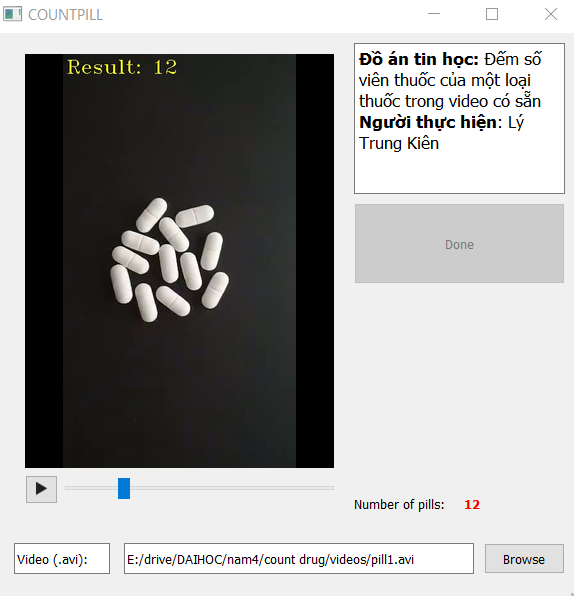 COUNTPILL
Result: 12
Đồ án tin học: Đếm số
viên thuốc của một loại
thuốc trong video có sẵn
Người thực hiện: Lý
Trung Kiên
Done
Number of pills: 12
Video (.avi): E:/drive/DAIHOC/nam4/count drug/videos/pill1.avi Browse